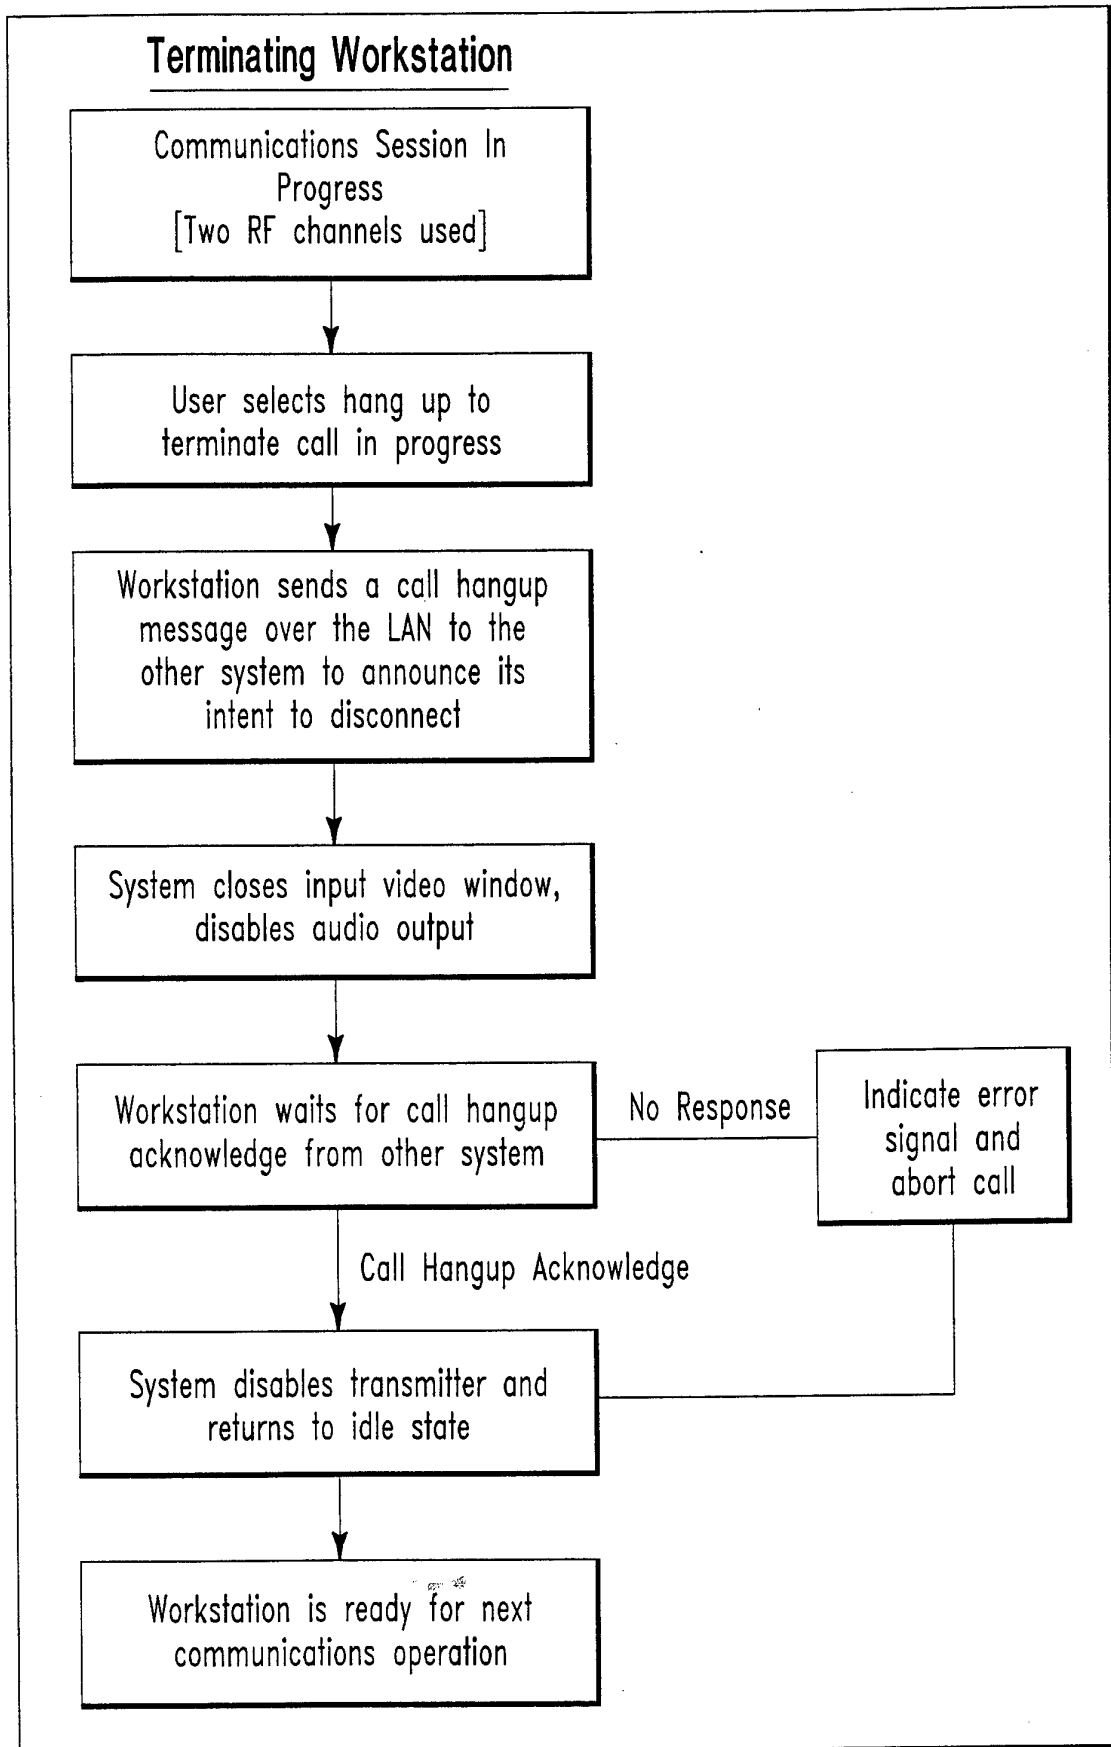 Terminating Workstation
Communications Session In
Progress
[Two RF channels used]
User selects hang up to
terminate call in progress
Workstation sends a call hangup
message over the LAN to the
other system to announce its
intent to disconnect
System closes input video window,
disables audio output
Workstation waits for call hangup
acknowledge from other system
No Response
Indicate error
signal and
abort call
Call Hangup Acknowledge
System disables transmitter and
returns to idle state
Workstation is ready for next
communications operation